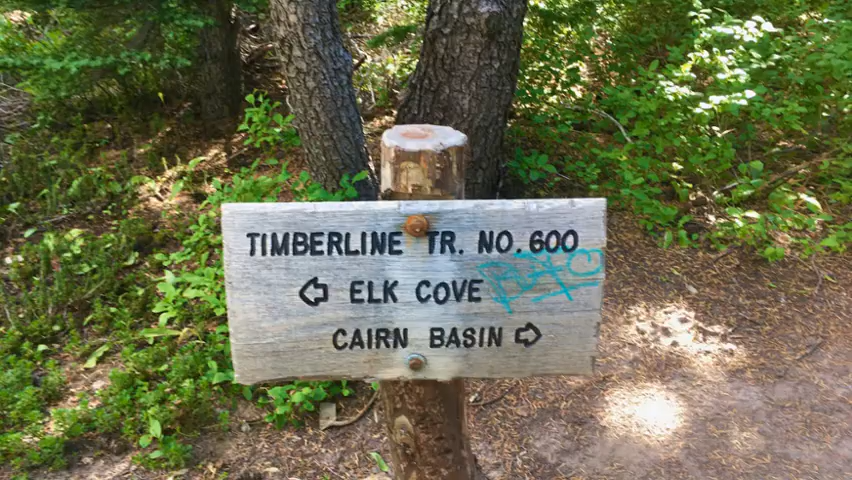 TIMBERLINE TR. NO. 600
ELK COVE
CAIRN BASIN